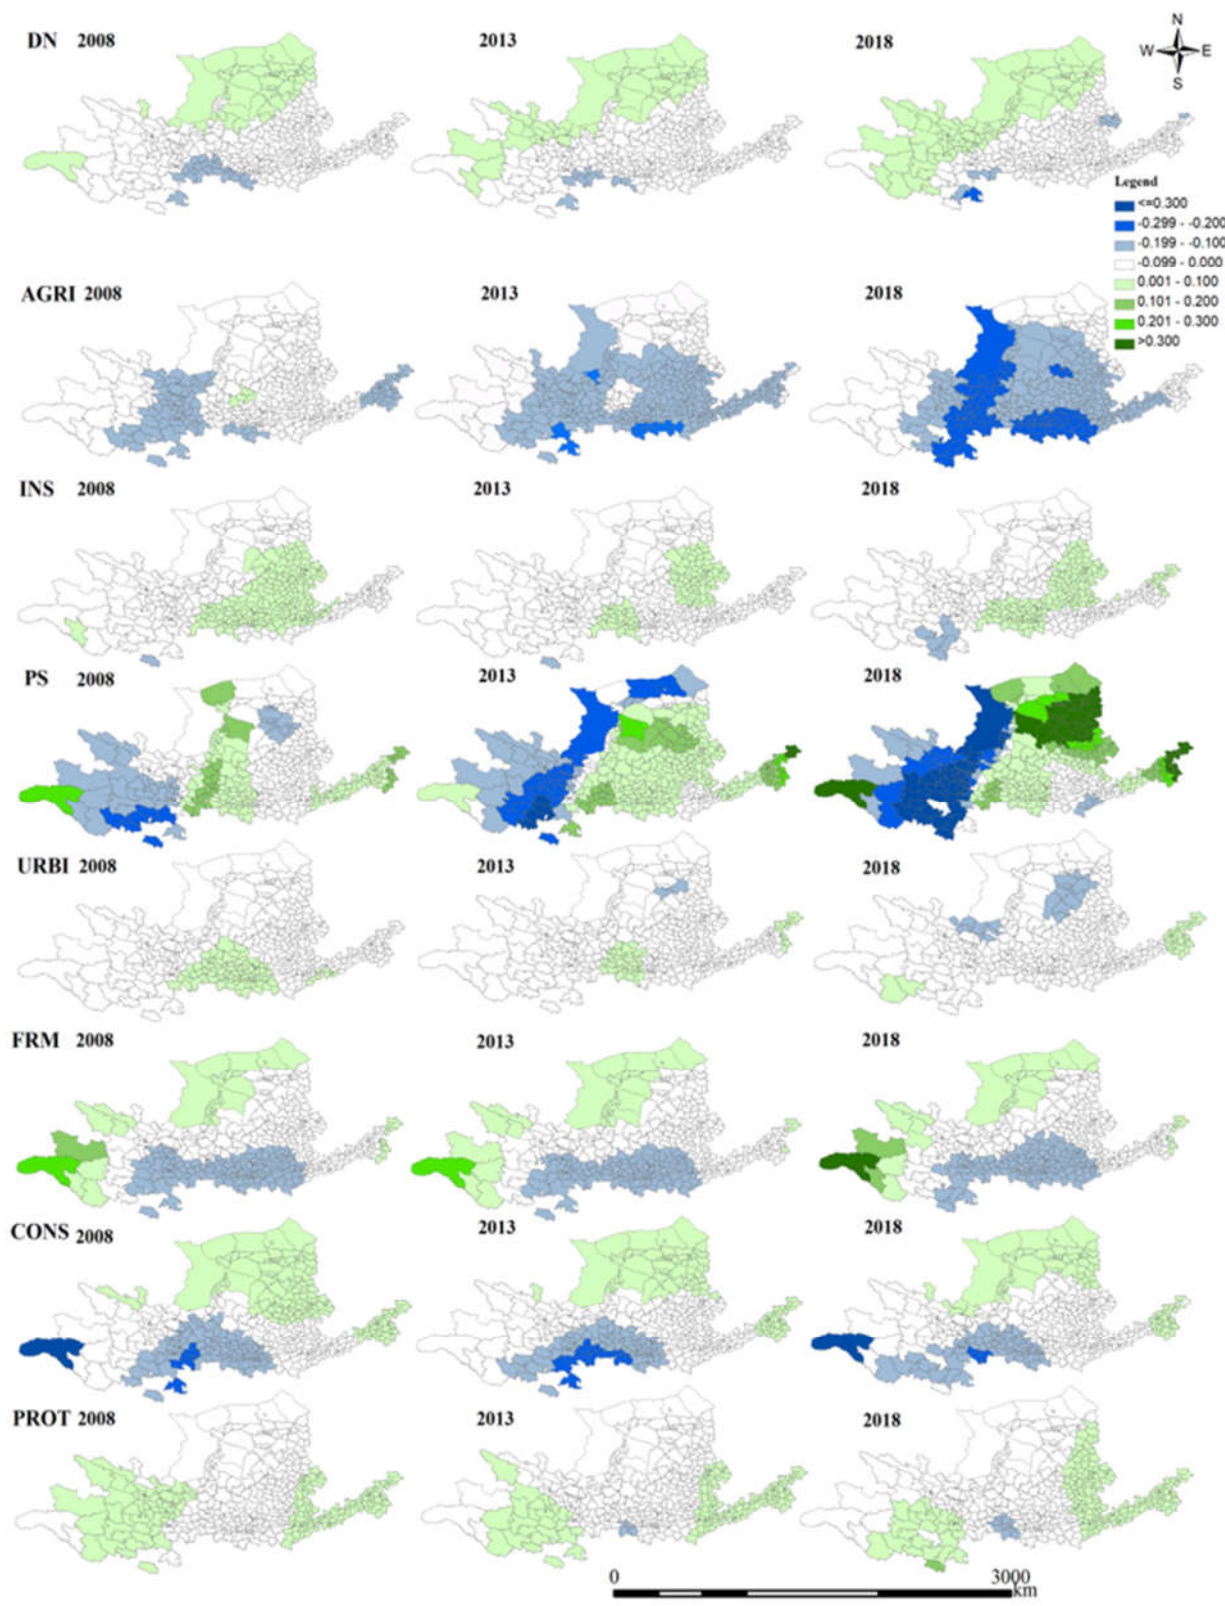 DN 2008 2013 2018
N
W E
S
Legend
<=0.300
-0.299 - -0.200
-0.199 - -0.100
-0.099 - 0.000
0.001 - 0.100
0.101 - 0.200
0.201 - 0.300
>0.300
AGRI 2008 2013 2018
INS 2008 2013 2018
PS 2008 2013 2018
URBI 2008 2013 2018
FRM 2008 2013 2018
CONS 2008 2013 2018
PROT 2008 2013 2018
0 3000
km